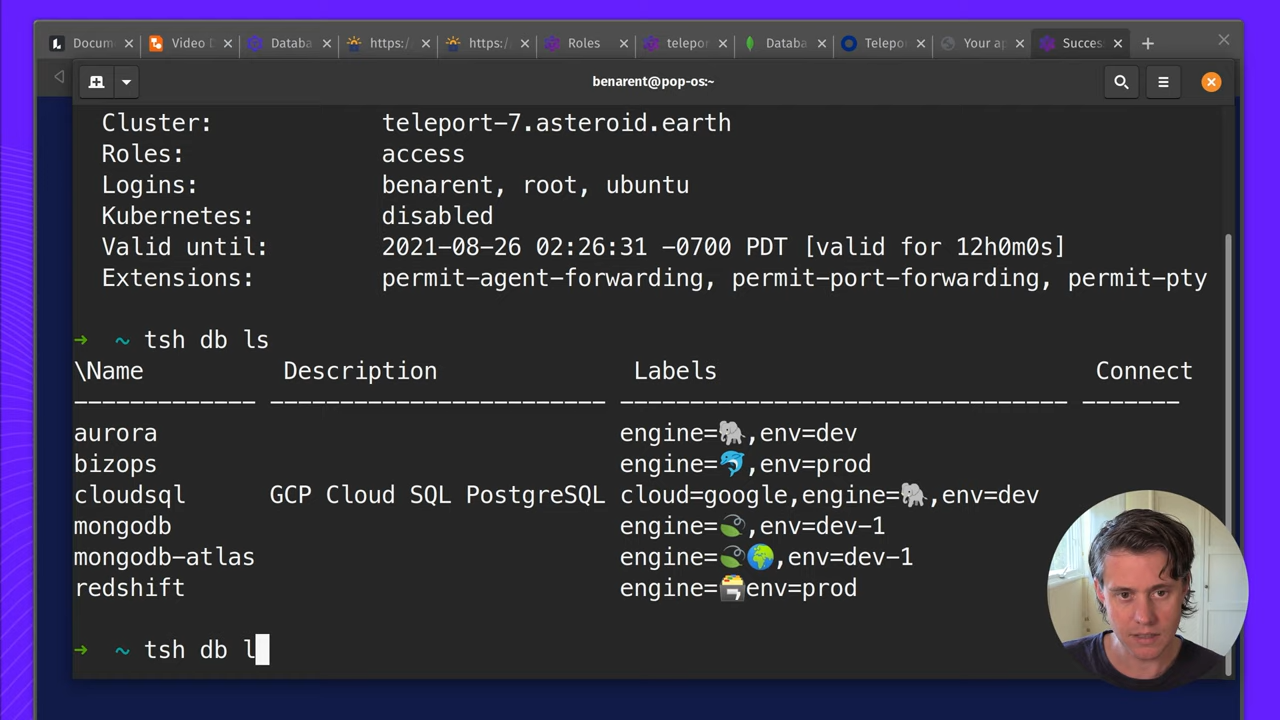 Docum
Video D
Databa
https:/
https:/
Roles
telepor
Databa
Telepor
Your ap
Succes
benarent@pop-os:~
Cluster: teleport-7.asteroid.earth
Roles: access
Logins: benarent, root, ubuntu
Kubernetes: disabled
Valid until: 2021-08-26 02:26:31 -0700 PDT [valid for 12h0m0s]
Extensions: permit-agent-forwarding, permit-port-forwarding, permit-pty
→ ~ tsh db ls
\Name Description Labels Connect
------------- ------------------------ -------------------------------- -------
aurora engine=🐘,env=dev
bizops engine=🐬,env=prod
cloudsql GCP Cloud SQL PostgreSQL cloud=google,engine=🐘,env=dev
mongodb engine=🍃,env=dev-1
mongodb-atlas engine=🍃🌍,env=dev-1
redshift engine=🗃env=prod
→ ~ tsh db l